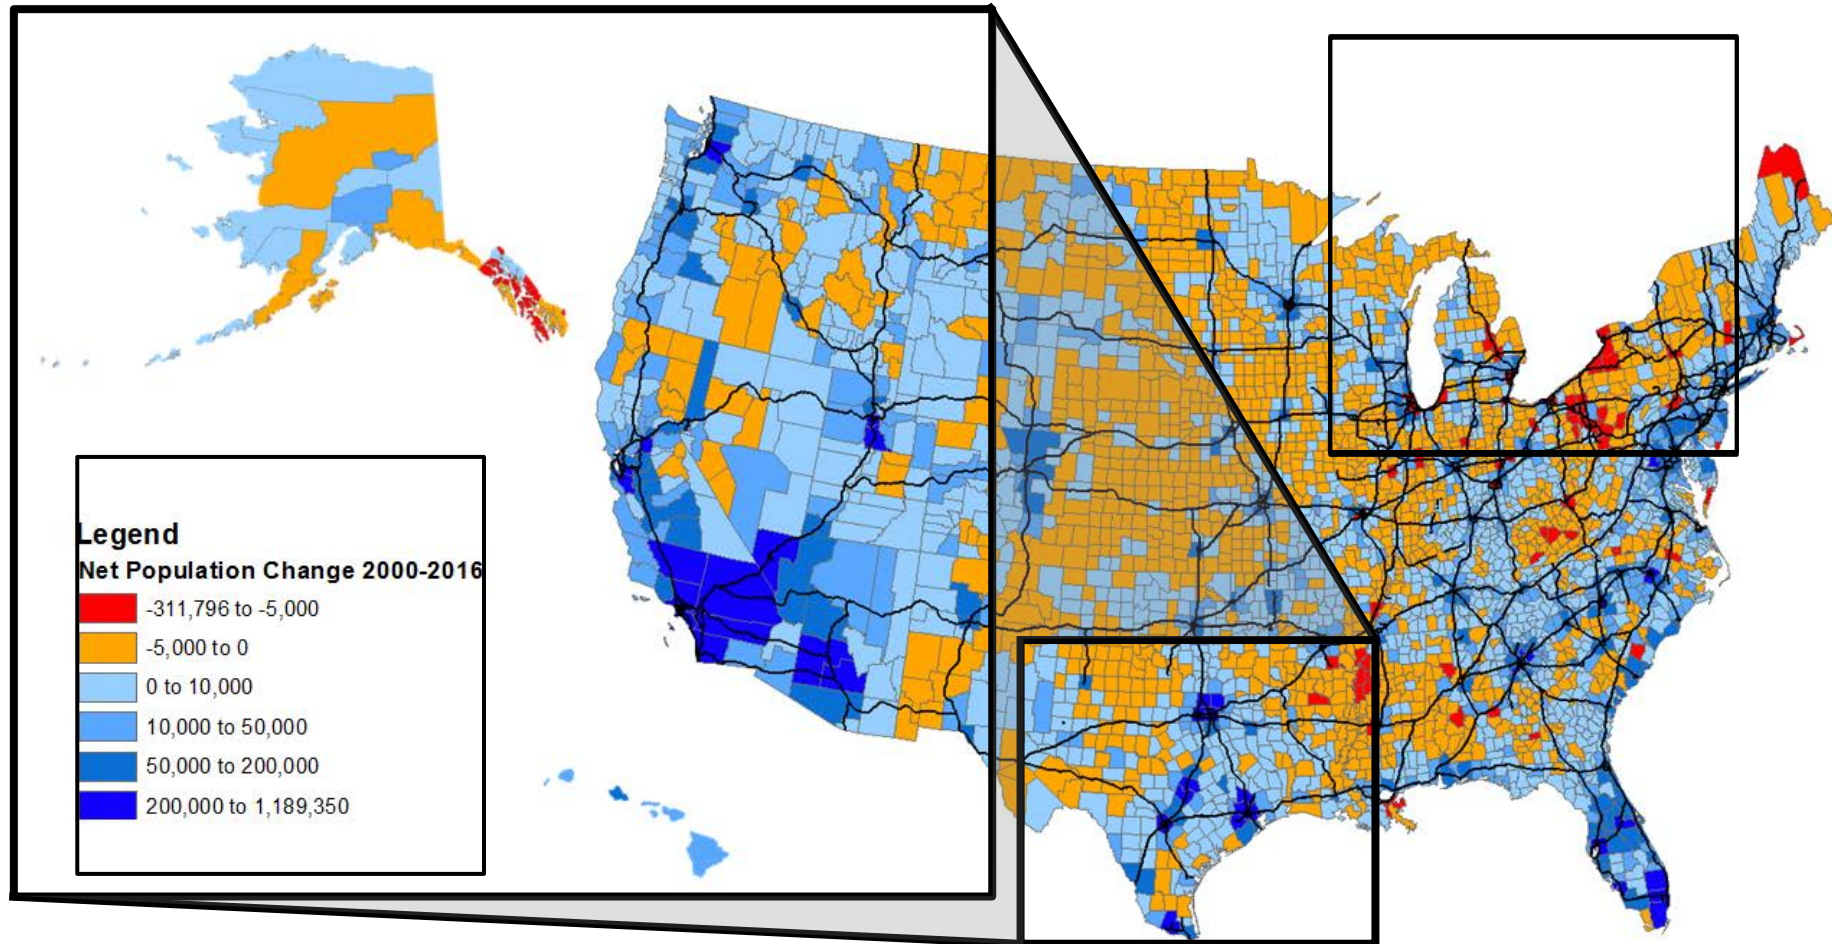 Legend
Net Population Change 2000-2016
-311,796 to -5,000
-5,000 to 0
0 to 10,000
10,000 to 50,000
50,000 to 200,000
200,000 to 1,189,350